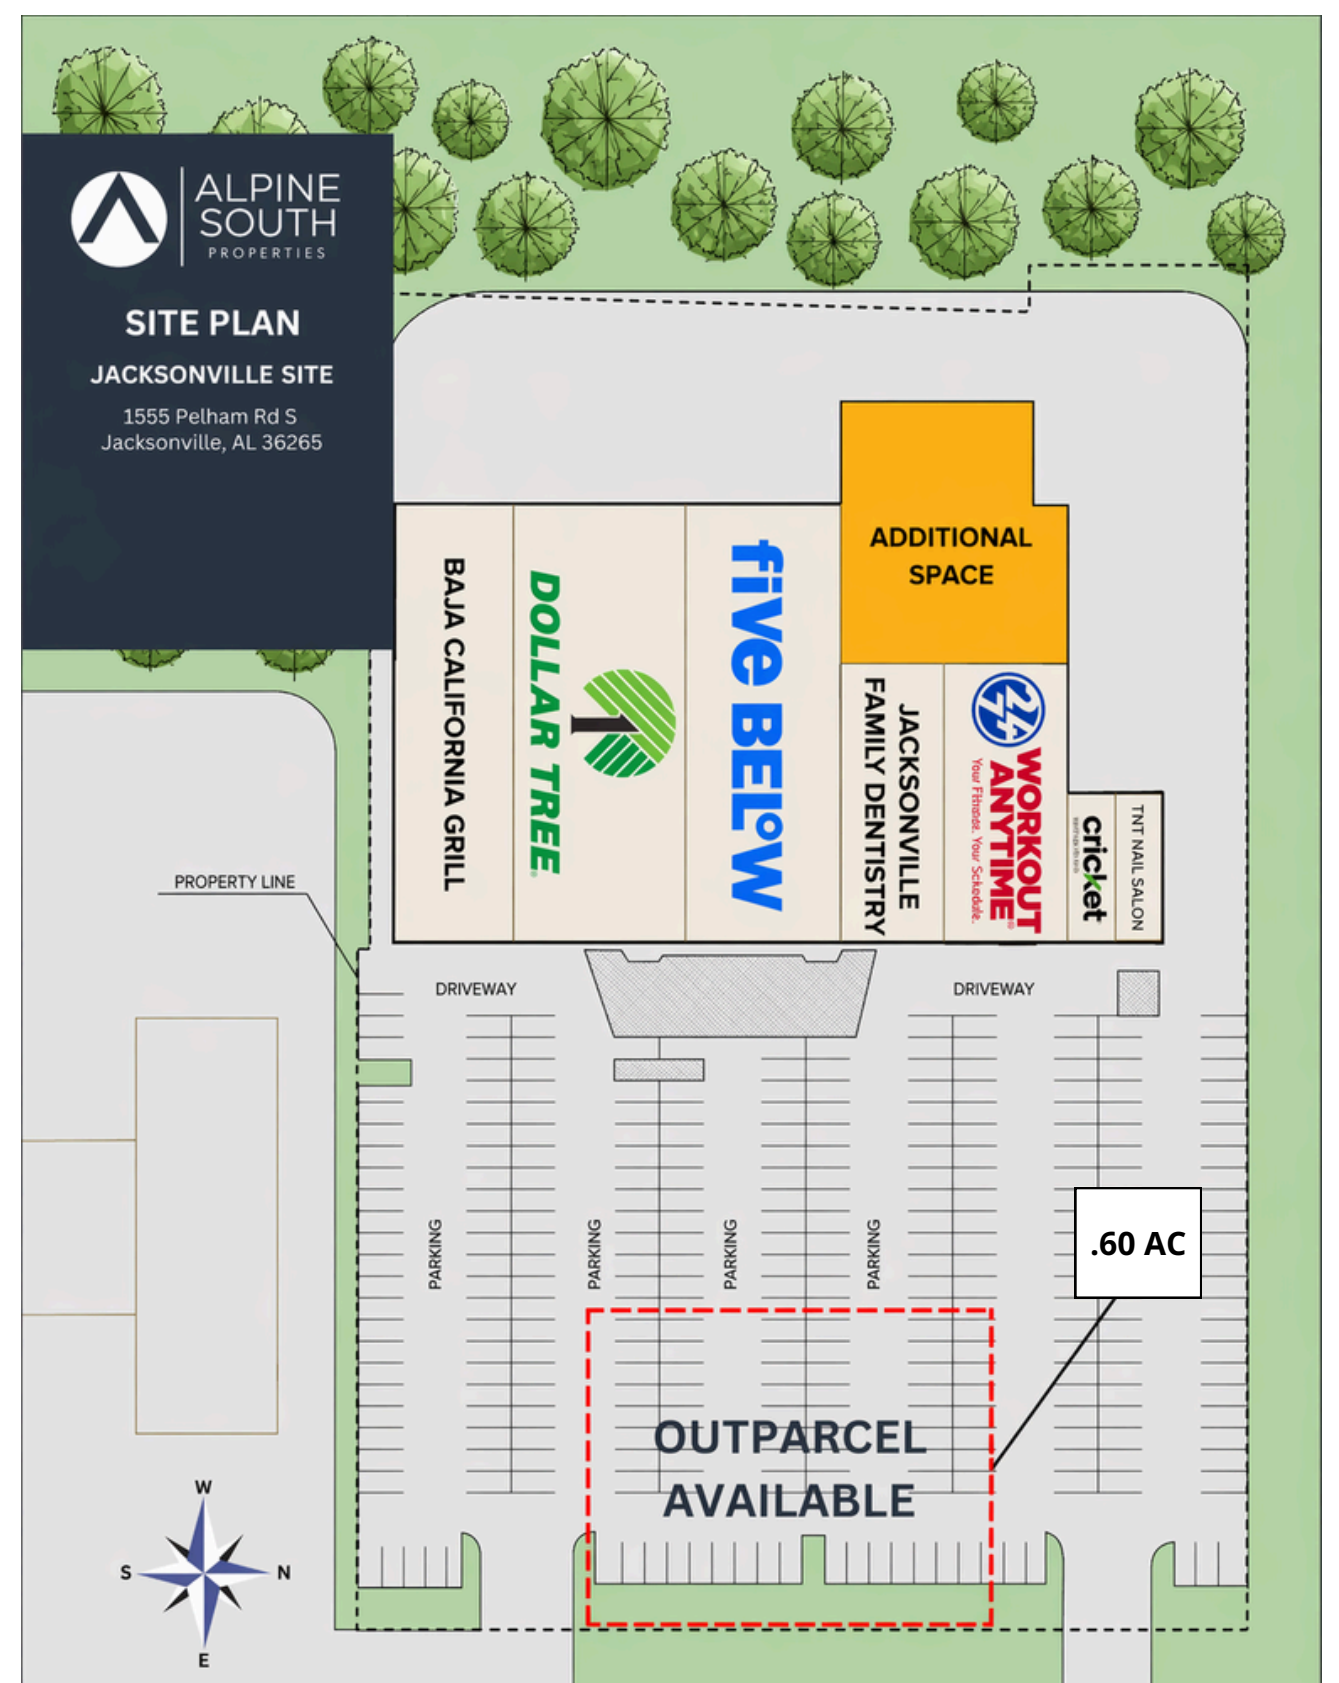 ALPINE
SOUTH
PROPERTIES
SITE PLAN
JACKSONVILLE SITE
1555 Pelham Rd S
Jacksonville, AL 36265
ADDITIONAL
SPACE
BAJA CALIFORNIA GRILL
DOLLAR TREE
five BELOW
JACKSONVILLE
FAMILY DENTISTRY
24
WORKOUT
ANYTIME
Your Fitness. Your Schedule.
cricket
TNT NAIL SALON
PROPERTY LINE
DRIVEWAY
DRIVEWAY
PARKING
PARKING
PARKING
PARKING
.60 AC
OUTPARCEL
AVAILABLE
W
S
N
E